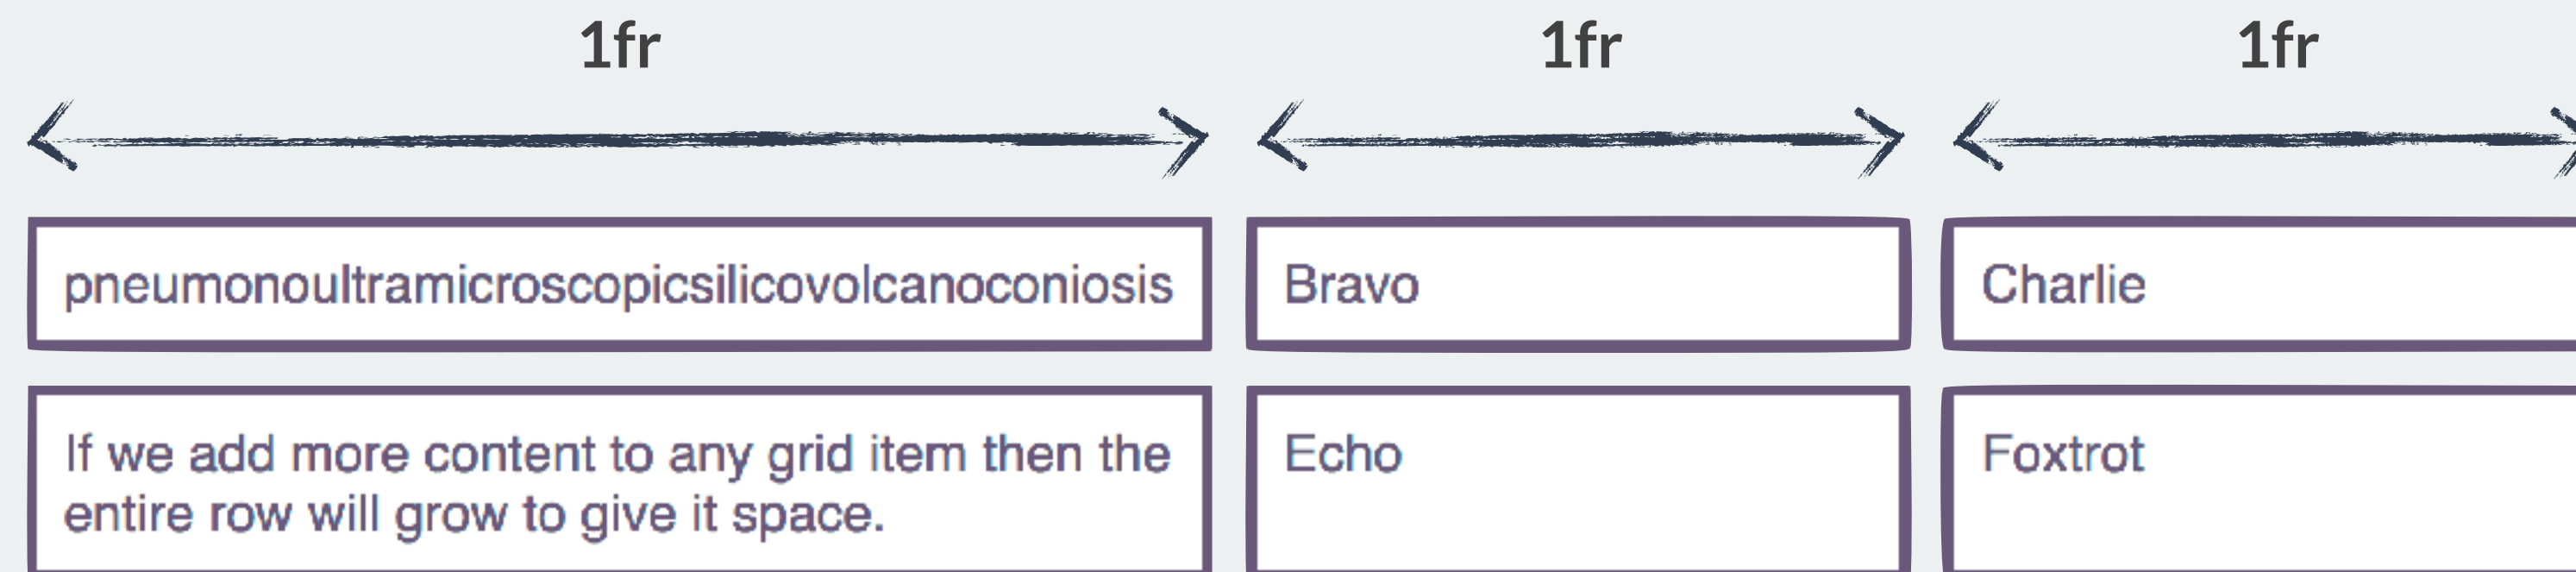 1fr 1fr 1fr
pneumonoultramicroscopicsilicovolcanoconiosis Bravo Charlie
If we add more content to any grid item then the Echo Foxtrot
entire row will grow to give it space.